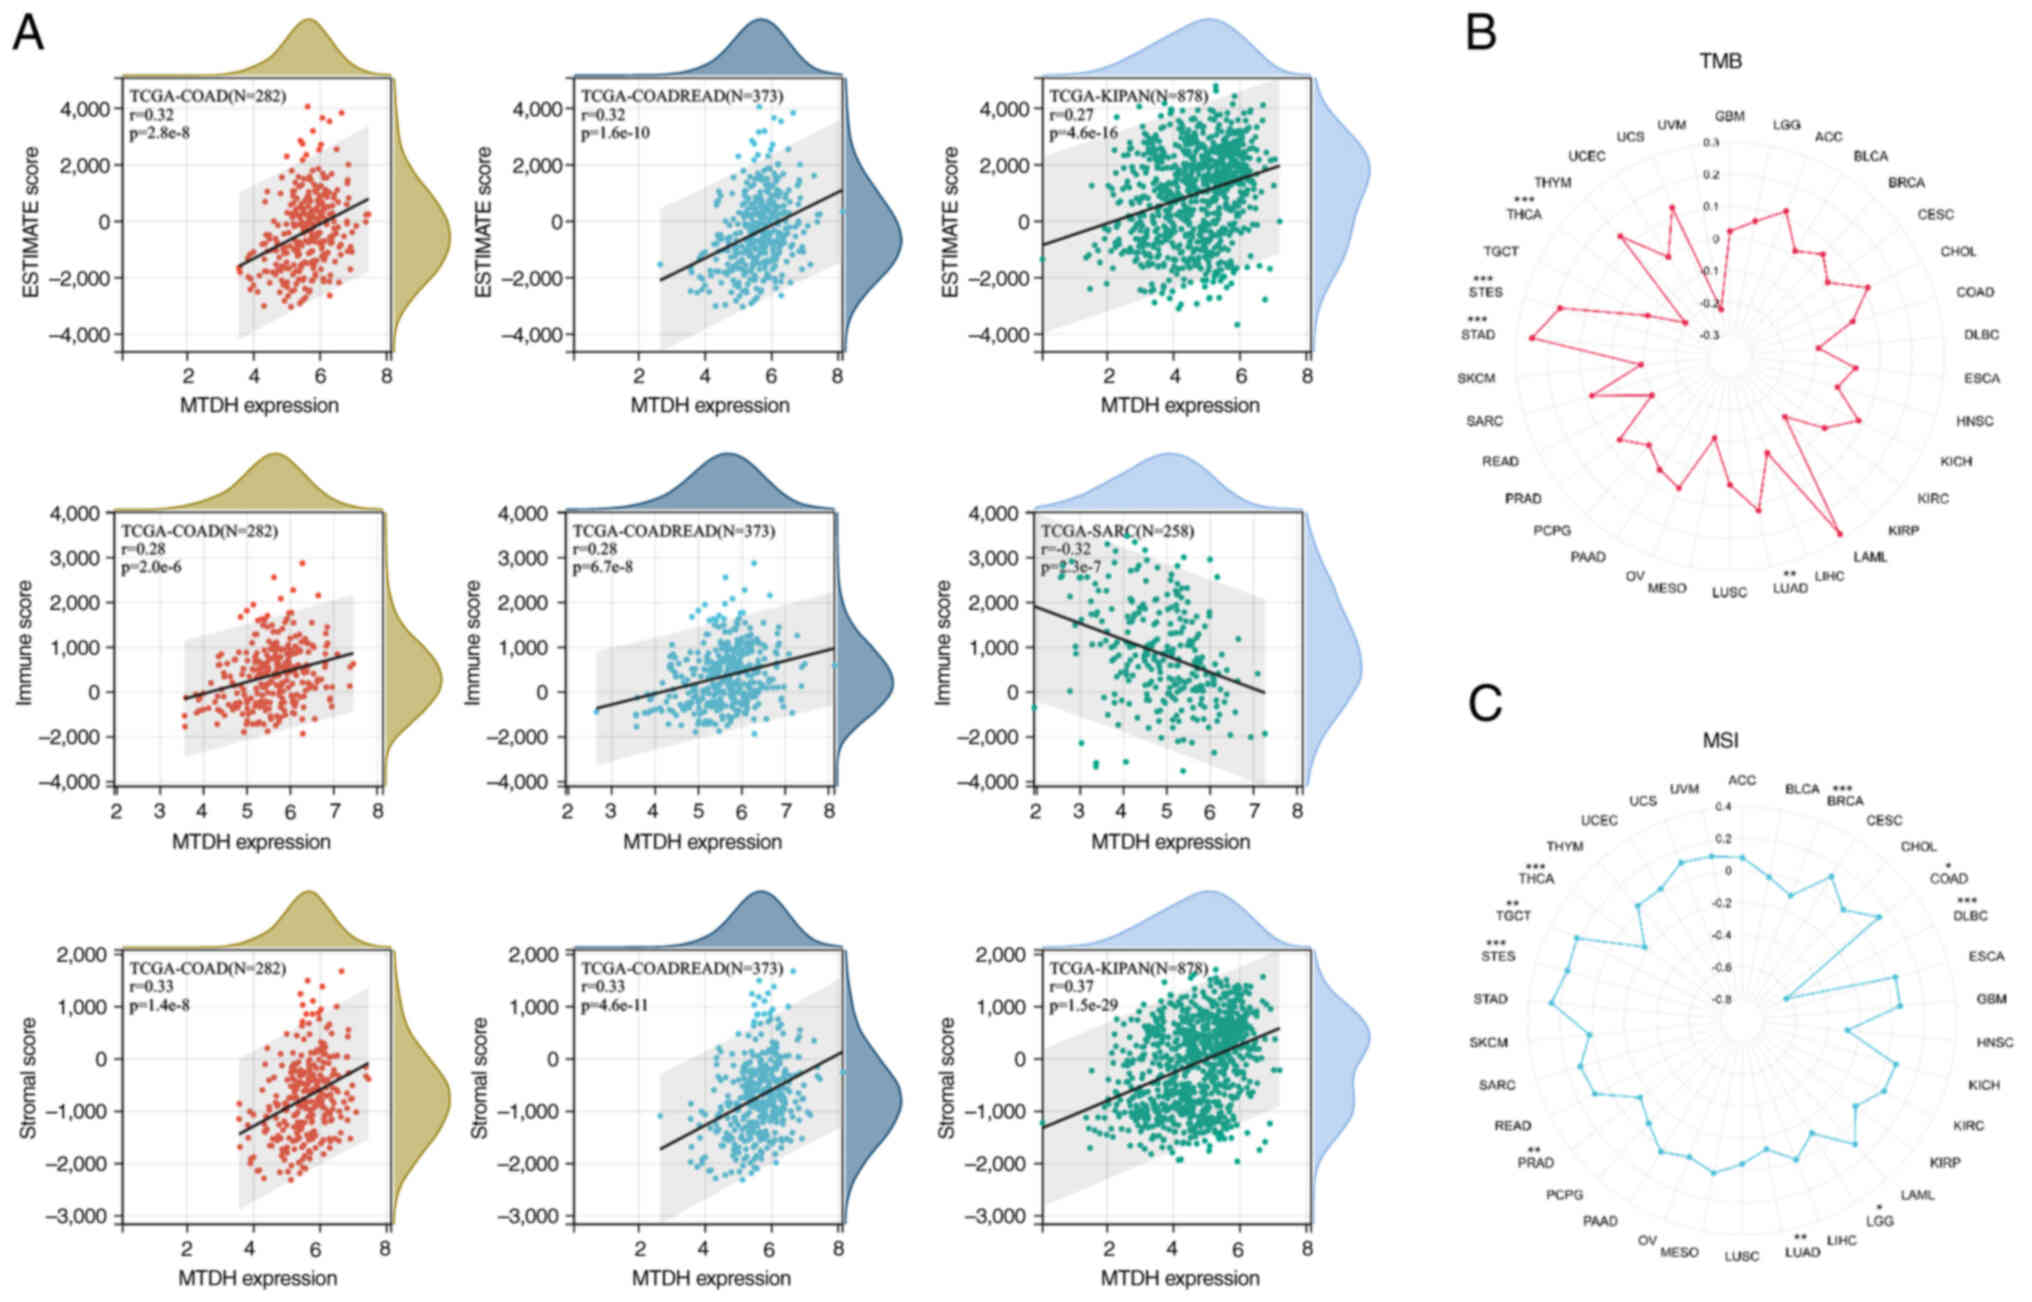 A
TCGA-COAD(N=282)
r=0.32
p=2.8e-8
ESTIMATE score
4,000
2,000
0
–2,000
–4,000
2 4 6 8
MTDH expression
TCGA-COADREAD(N=373)
r=0.32
p=1.6e-10
ESTIMATE score
4,000
2,000
0
–2,000
–4,000
2 4 6 8
MTDH expression
TCGA-KIPAN(N=878)
r=0.27
p=4.6e-16
ESTIMATE score
4,000
2,000
0
–2,000
–4,000
2 4 6 8
MTDH expression
TCGA-COAD(N=282)
r=0.28
p=2.0e-6
Immune score
4,000
3,000
2,000
1,000
0
–2,000
–4,000
2 3 4 5 6 7 8
MTDH expression
TCGA-COADREAD(N=373)
r=0.28
p=6.7e-8
Immune score
4,000
3,000
2,000
1,000
0
–2,000
–4,000
2 3 4 5 6 7 8
MTDH expression
TCGA-SARC(N=258)
r=-0.32
p=2.3e-7
Immune score
4,000
3,000
2,000
1,000
0
–2,000
–4,000
2 3 4 5 6 7 8
MTDH expression
TCGA-COAD(N=282)
r=0.33
p=1.4e-8
Stromal score
2,000
1,000
0
–1,000
–2,000
–3,000
2 4 6 8
MTDH expression
TCGA-COADREAD(N=373)
r=0.33
p=4.6e-11
Stromal score
2,000
1,000
0
–1,000
–2,000
–3,000
2 4 6 8
MTDH expression
TCGA-KIPAN(N=878)
r=0.37
p=1.5e-29
Stromal score
2,000
1,000
0
–1,000
–2,000
–3,000
2 4 6 8
MTDH expression
B
TMB
GBM
LGG
ACC
BLCA
BRCA
CESC
CHOL
COAD
DLBC
ESCA
HNSC
KICH
KIRC
KIRP
LAML
LIHC
**
LUAD
LUSC
MESO
OV
PAAD
PCPG
PRAD
READ
SARC
SKCM
***
STAD
***
STES
TGCT
***
THCA
THYM
UCEC
UCS
UVM
0.3
0.2
0.1
0
-0.1
-0.2
-0.3
C
MSI
ACC
BLCA
***
BRCA
CESC
CHOL
*
COAD
***
DLBC
ESCA
GBM
HNSC
KICH
KIRC
KIRP
LAML
*
LGG
LIHC
**
LUAD
LUSC
MESO
OV
PAAD
PCPG
**
PRAD
READ
SARC
SKCM
STAD
***
STES
**
TGCT
***
THCA
THYM
UCEC
UCS
UVM
0.4
0.2
0
-0.2
-0.4
-0.6
-0.8